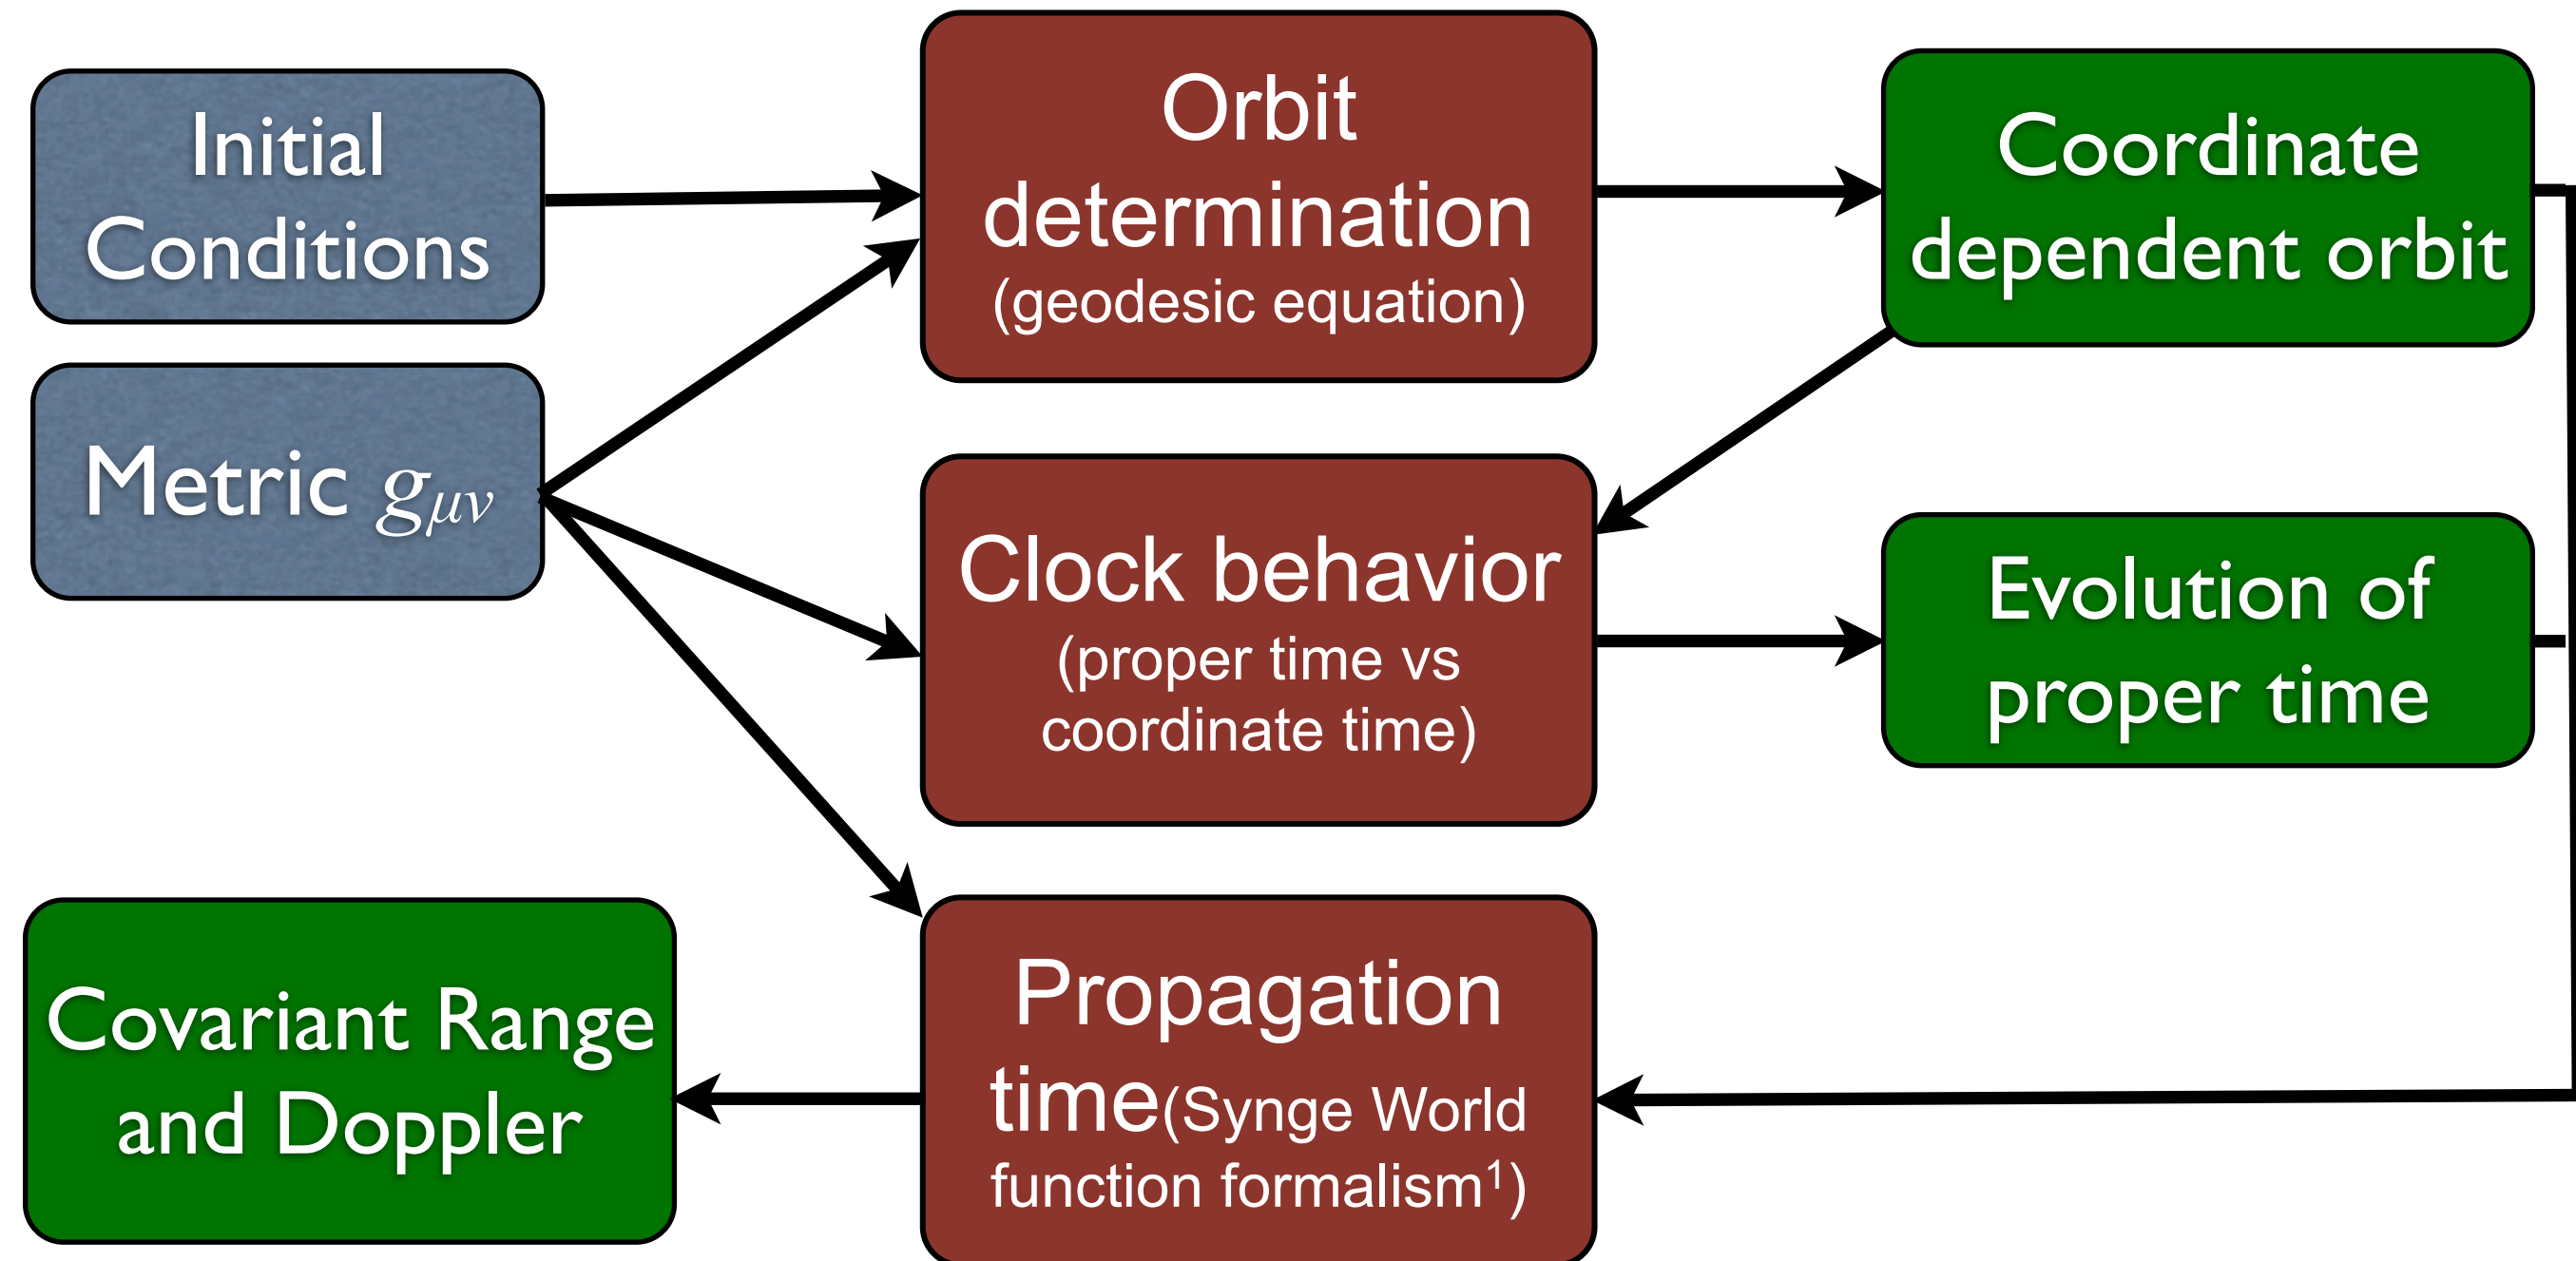 Initial
Conditions
Metric gμν
Orbit
determination
(geodesic equation)
Coordinate
dependent orbit
Clock behavior
(proper time vs
coordinate time)
Evolution of
proper time
Covariant Range
and Doppler
Propagation
time(Synge World
function formalism¹)